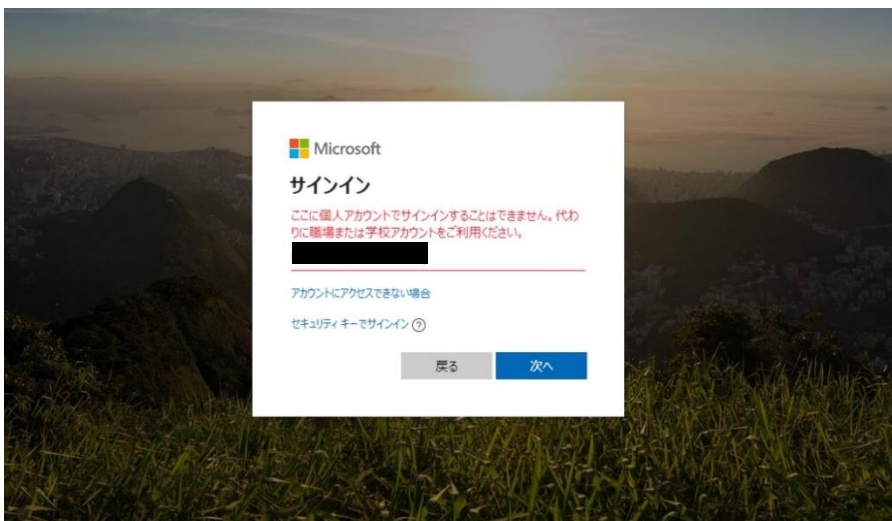 Microsoft
サインイン
ここに個人アカウントでサインインすることはできません。代わ
りに職場または学校アカウントをご利用ください。
アカウントにアクセスできない場合
セキュリティ キーでサインイン ?
戻る
次へ